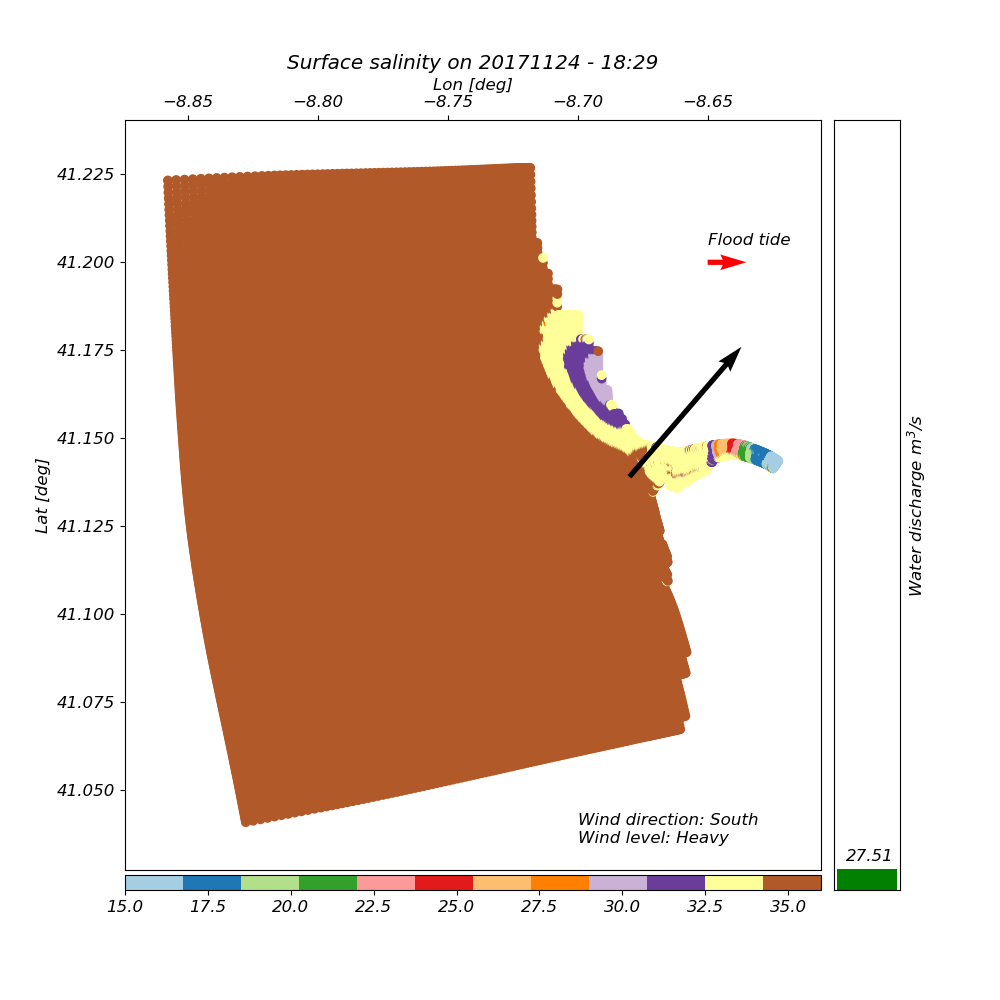 Surface salinity on 20171124 - 18:29
Lon [deg]
−8.85 −8.80 −8.75 −8.70 −8.65
41.225
41.200
41.175
41.150
41.125
41.100
41.075
41.050
Lat [deg]
Flood tide
Wind direction: South
Wind level: Heavy
15.0 17.5 20.0 22.5 25.0 27.5 30.0 32.5 35.0
Water discharge m³/s
27.51